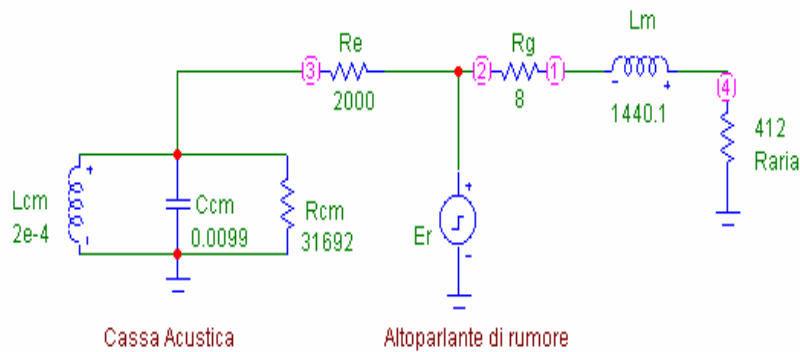 Lm
Re
Rg
3
2
1
4
2000
8
1440.1
412
Raria
Lcm
2e-4
Ccm
0.0099
Rcm
31692
Er
+
-
Cassa Acustica
Altoparlante di rumore